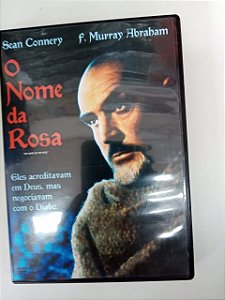 Sean Connery F. Murray Abraham
O
Nome
da
Rosa
Eles acreditavam
em Deus, mas
negociavam
com o Diabo.